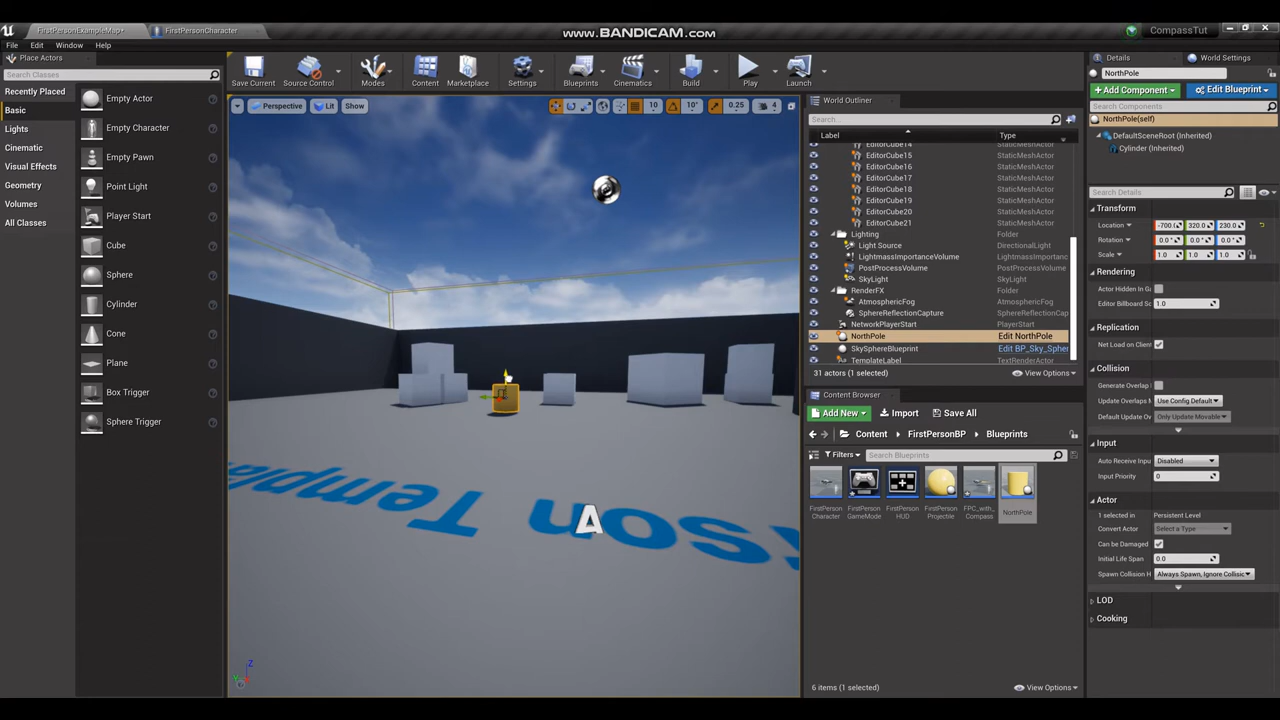 WWW.BANDICAM.COM
FirstPersonExampleMap*
FirstPersonCharacter
CompassTut
File Edit Window Help
Place Actors
Search Classes
Recently Placed
Basic
Lights
Cinematic
Visual Effects
Geometry
Volumes
All Classes
Empty Actor
Empty Character
Empty Pawn
Point Light
Player Start
Cube
Sphere
Cylinder
Cone
Plane
Box Trigger
Sphere Trigger
Save Current Source Control Modes Content Marketplace Settings Blueprints Cinematics Build Play Launch
Perspective Lit Show 10 10° 0.25 4
World Outliner
Search...
Label Type
EditorCube14 StaticMeshActor
EditorCube15 StaticMeshActor
EditorCube16 StaticMeshActor
EditorCube17 StaticMeshActor
EditorCube18 StaticMeshActor
EditorCube19 StaticMeshActor
EditorCube20 StaticMeshActor
EditorCube21 StaticMeshActor
Lighting Folder
Light Source DirectionalLight
LightmassImportanceVolume LightmassImportan
PostProcessVolume PostProcessVolum
SkyLight SkyLight
RenderFX Folder
AtmosphericFog AtmosphericFog
SphereReflectionCapture SphereReflectionCap
NetworkPlayerStart PlayerStart
NorthPole Edit NorthPole
SkySphereBlueprint Edit BP_Sky_Spher
TemplateLabel TextRenderActor
31 actors (1 selected) View Options
Content Browser
Add New Import Save All
Content FirstPersonBP Blueprints
Filters Search Blueprints
FirstPerson Character
FirstPerson GameMode
FirstPerson HUD
FirstPerson Projectile
FPC_with_ Compass
NorthPole
6 items (1 selected) View Options
Details World Settings
NorthPole
+Add Component Edit Blueprint
Search Components
NorthPole(self)
DefaultSceneRoot (Inherited)
Cylinder (Inherited)
Search Details
Transform
Location -700.( 320.0 230.0
Rotation 0.0° 0.0° 0.0°
Scale 1.0 1.0 1.0
Rendering
Actor Hidden In G
Editor Billboard Sc 1.0
Replication
Net Load on Client
Collision
Generate Overlap
Update Overlaps Use Config Default
Default Update Ov Only Update Movable
Input
Auto Receive Input Disabled
Input Priority 0
Actor
1 selected in Persistent Level
Convert Actor Select a Type
Can be Damaged
Initial Life Span 0.0
Spawn Collision H Always Spawn, Ignore Collisic
LOD
Cooking
A
Z